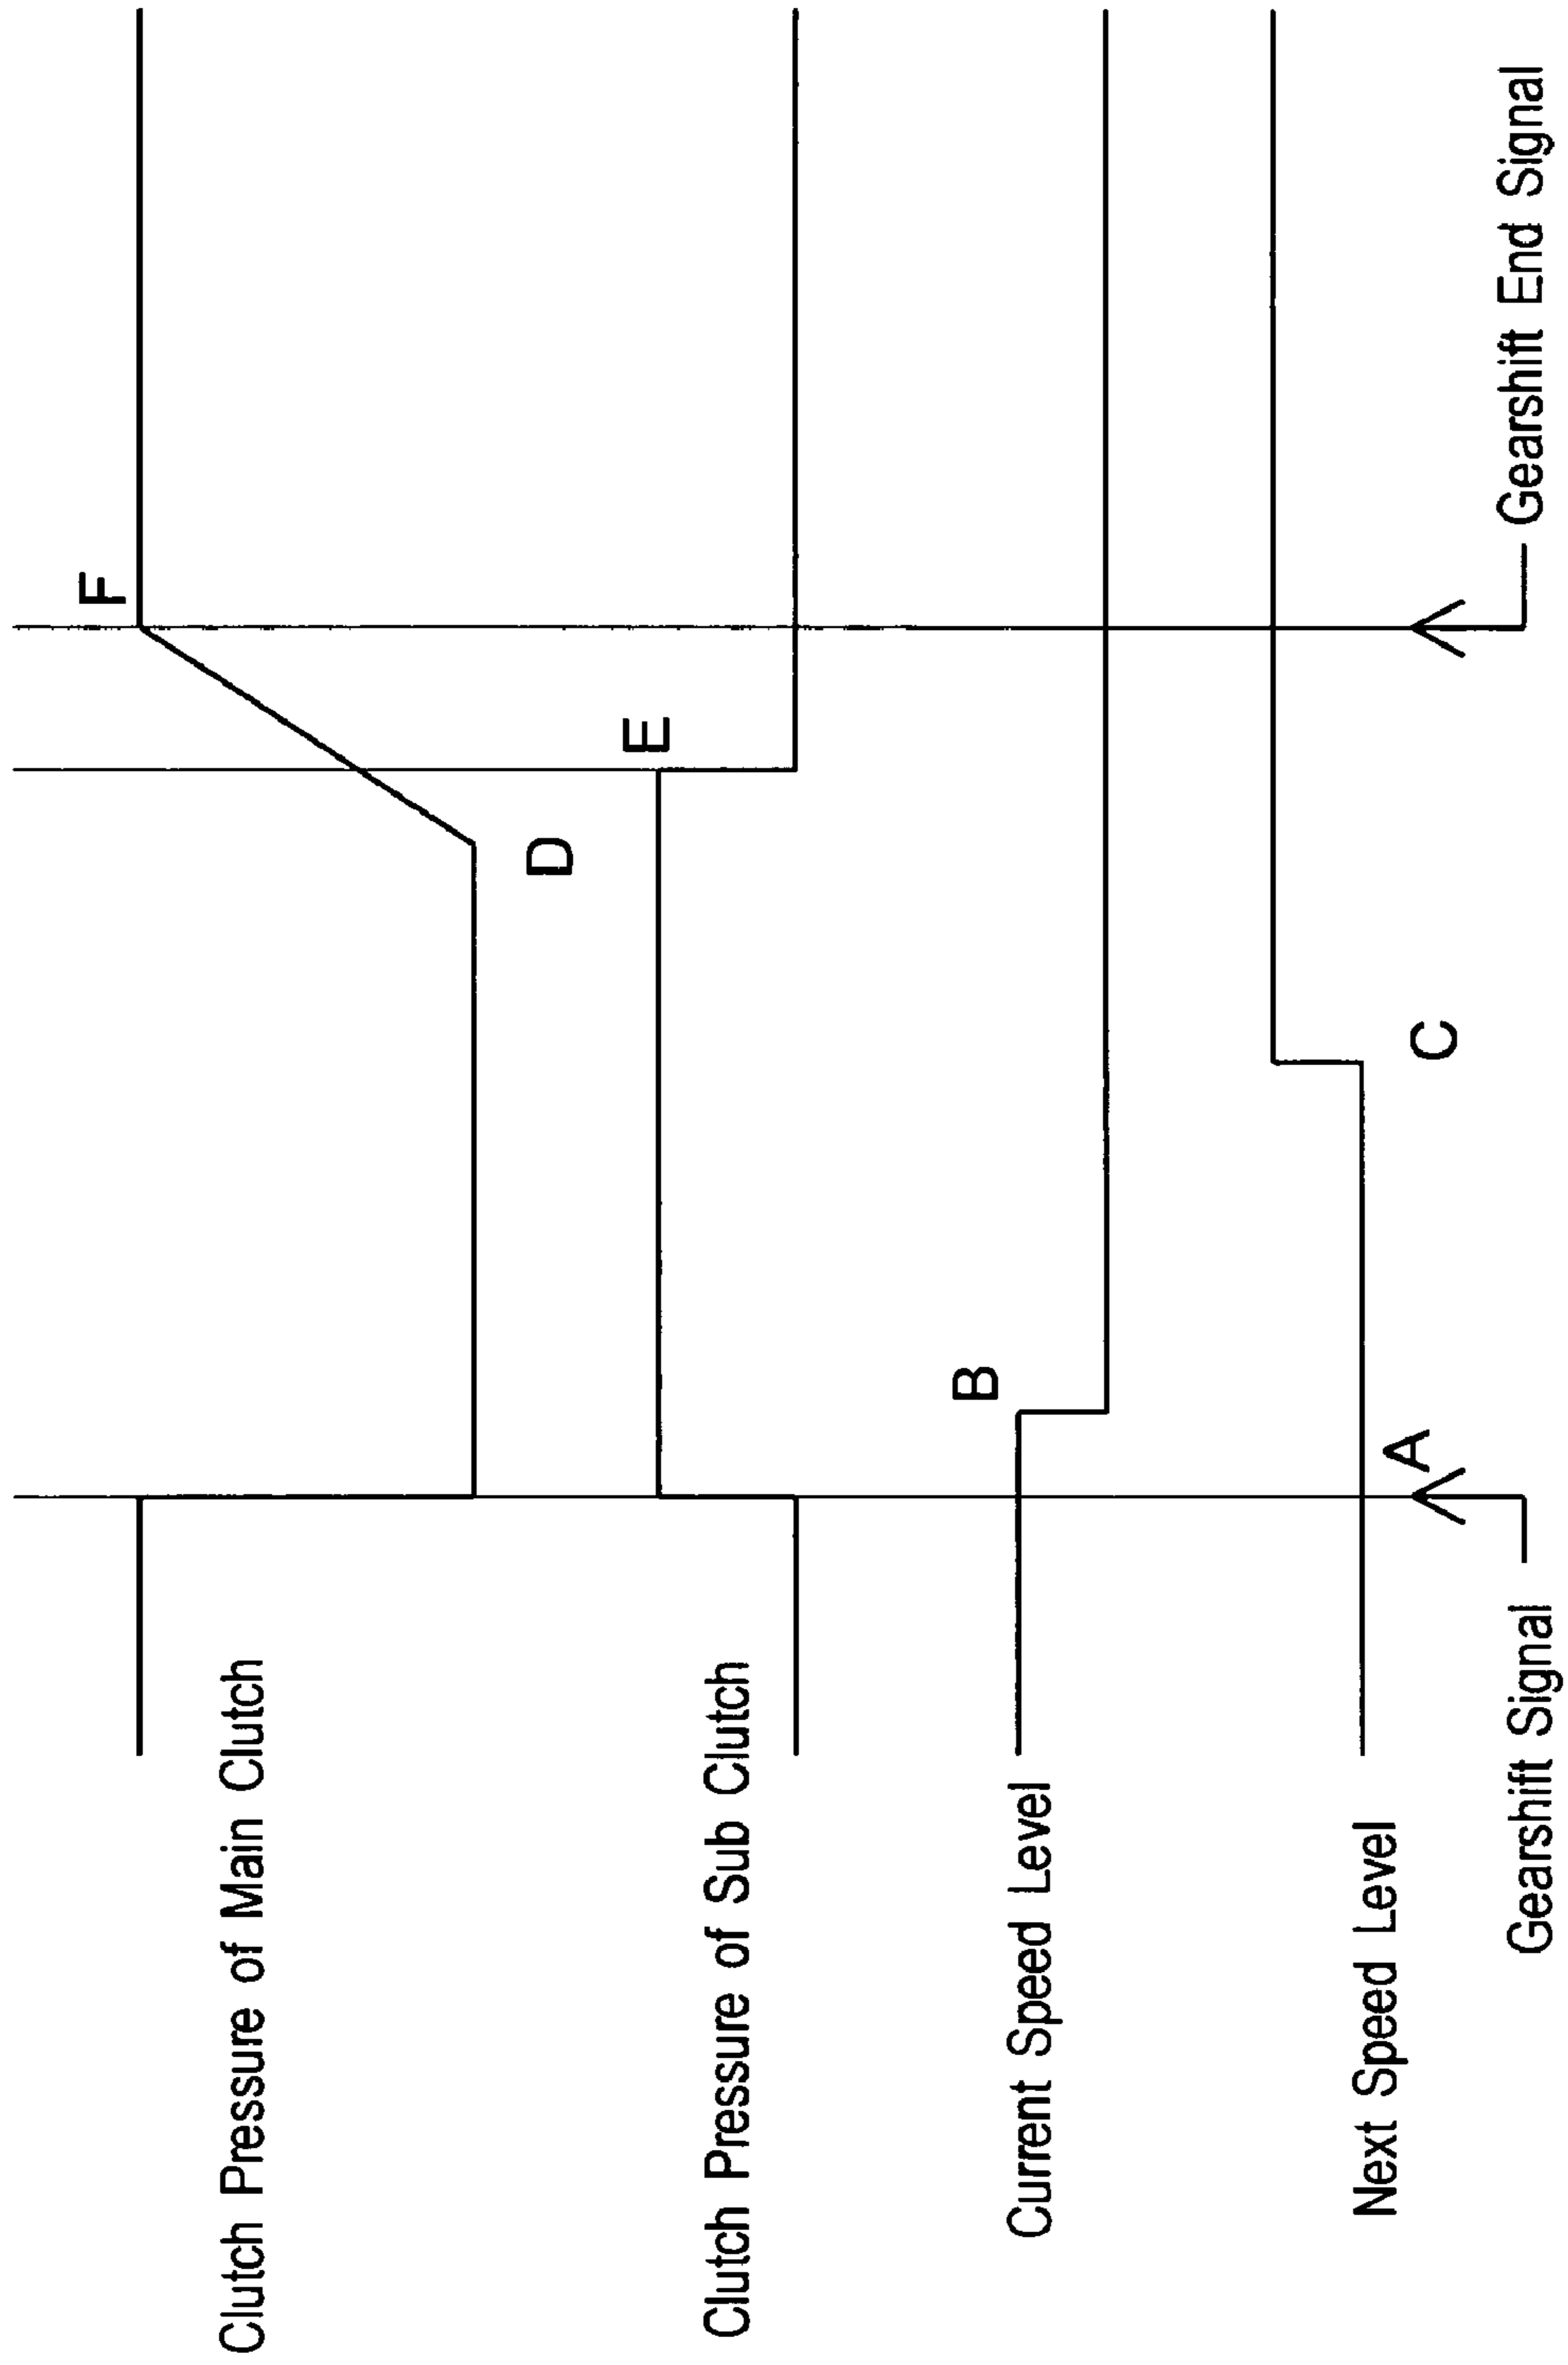 F
Clutch Pressure of Main Clutch
D
E
Clutch Pressure of Sub Clutch
B
Current Speed Level
C
Next Speed Level
A
Gearshift Signal
Gearshift End Signal